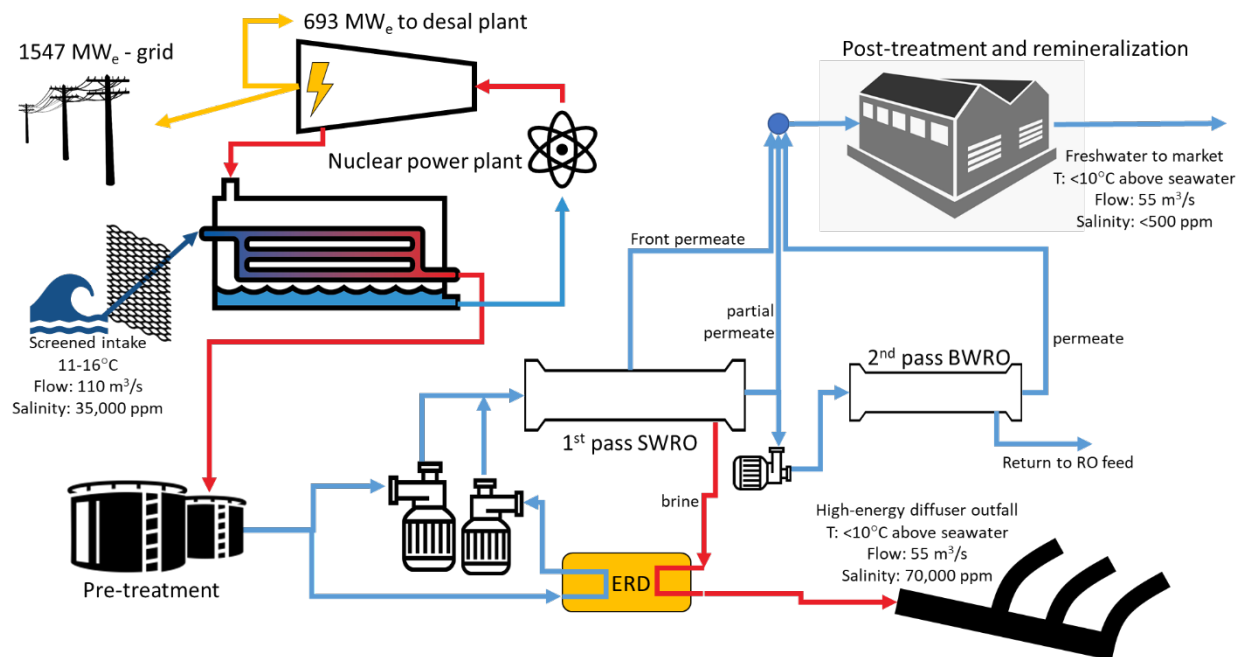 693 MWe to desal plant
1547 MWe - grid
Post-treatment and remineralization
Nuclear power plant
Freshwater to market
T: <10°C above seawater
Flow: 55 m³/s
Salinity: <500 ppm
Front permeate
partial
permeate
permeate
2nd pass BWRO
Screened intake
11-16°C
Flow: 110 m³/s
Salinity: 35,000 ppm
1st pass SWRO
Return to RO feed
brine
High-energy diffuser outfall
T: <10°C above seawater
Flow: 55 m³/s
Salinity: 70,000 ppm
ERD
Pre-treatment